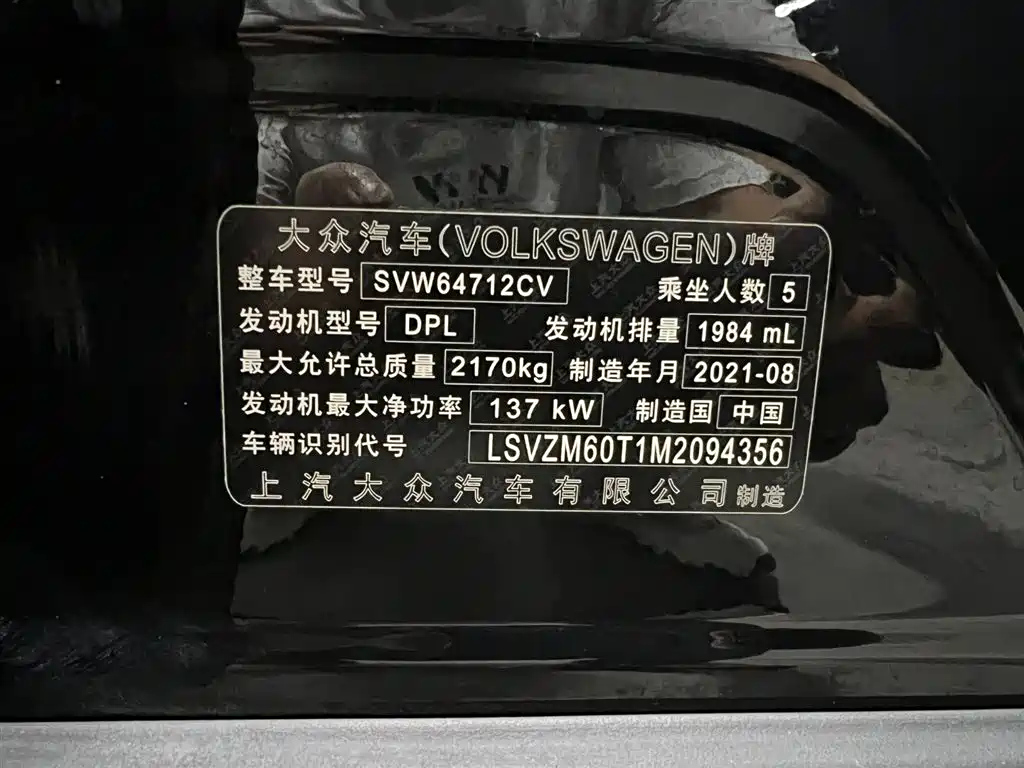 大众汽车(VOLKSWAGEN)牌
整车型号 SVW64712CV 乘坐人数 5
发动机型号 DPL 发动机排量 1984 mL
最大允许总质量 2170kg 制造年月 2021-08
发动机最大净功率 137 kW 制造国 中国
车辆识别代号 LSVZM60T1M2094356
上汽大众汽车有限公司制造